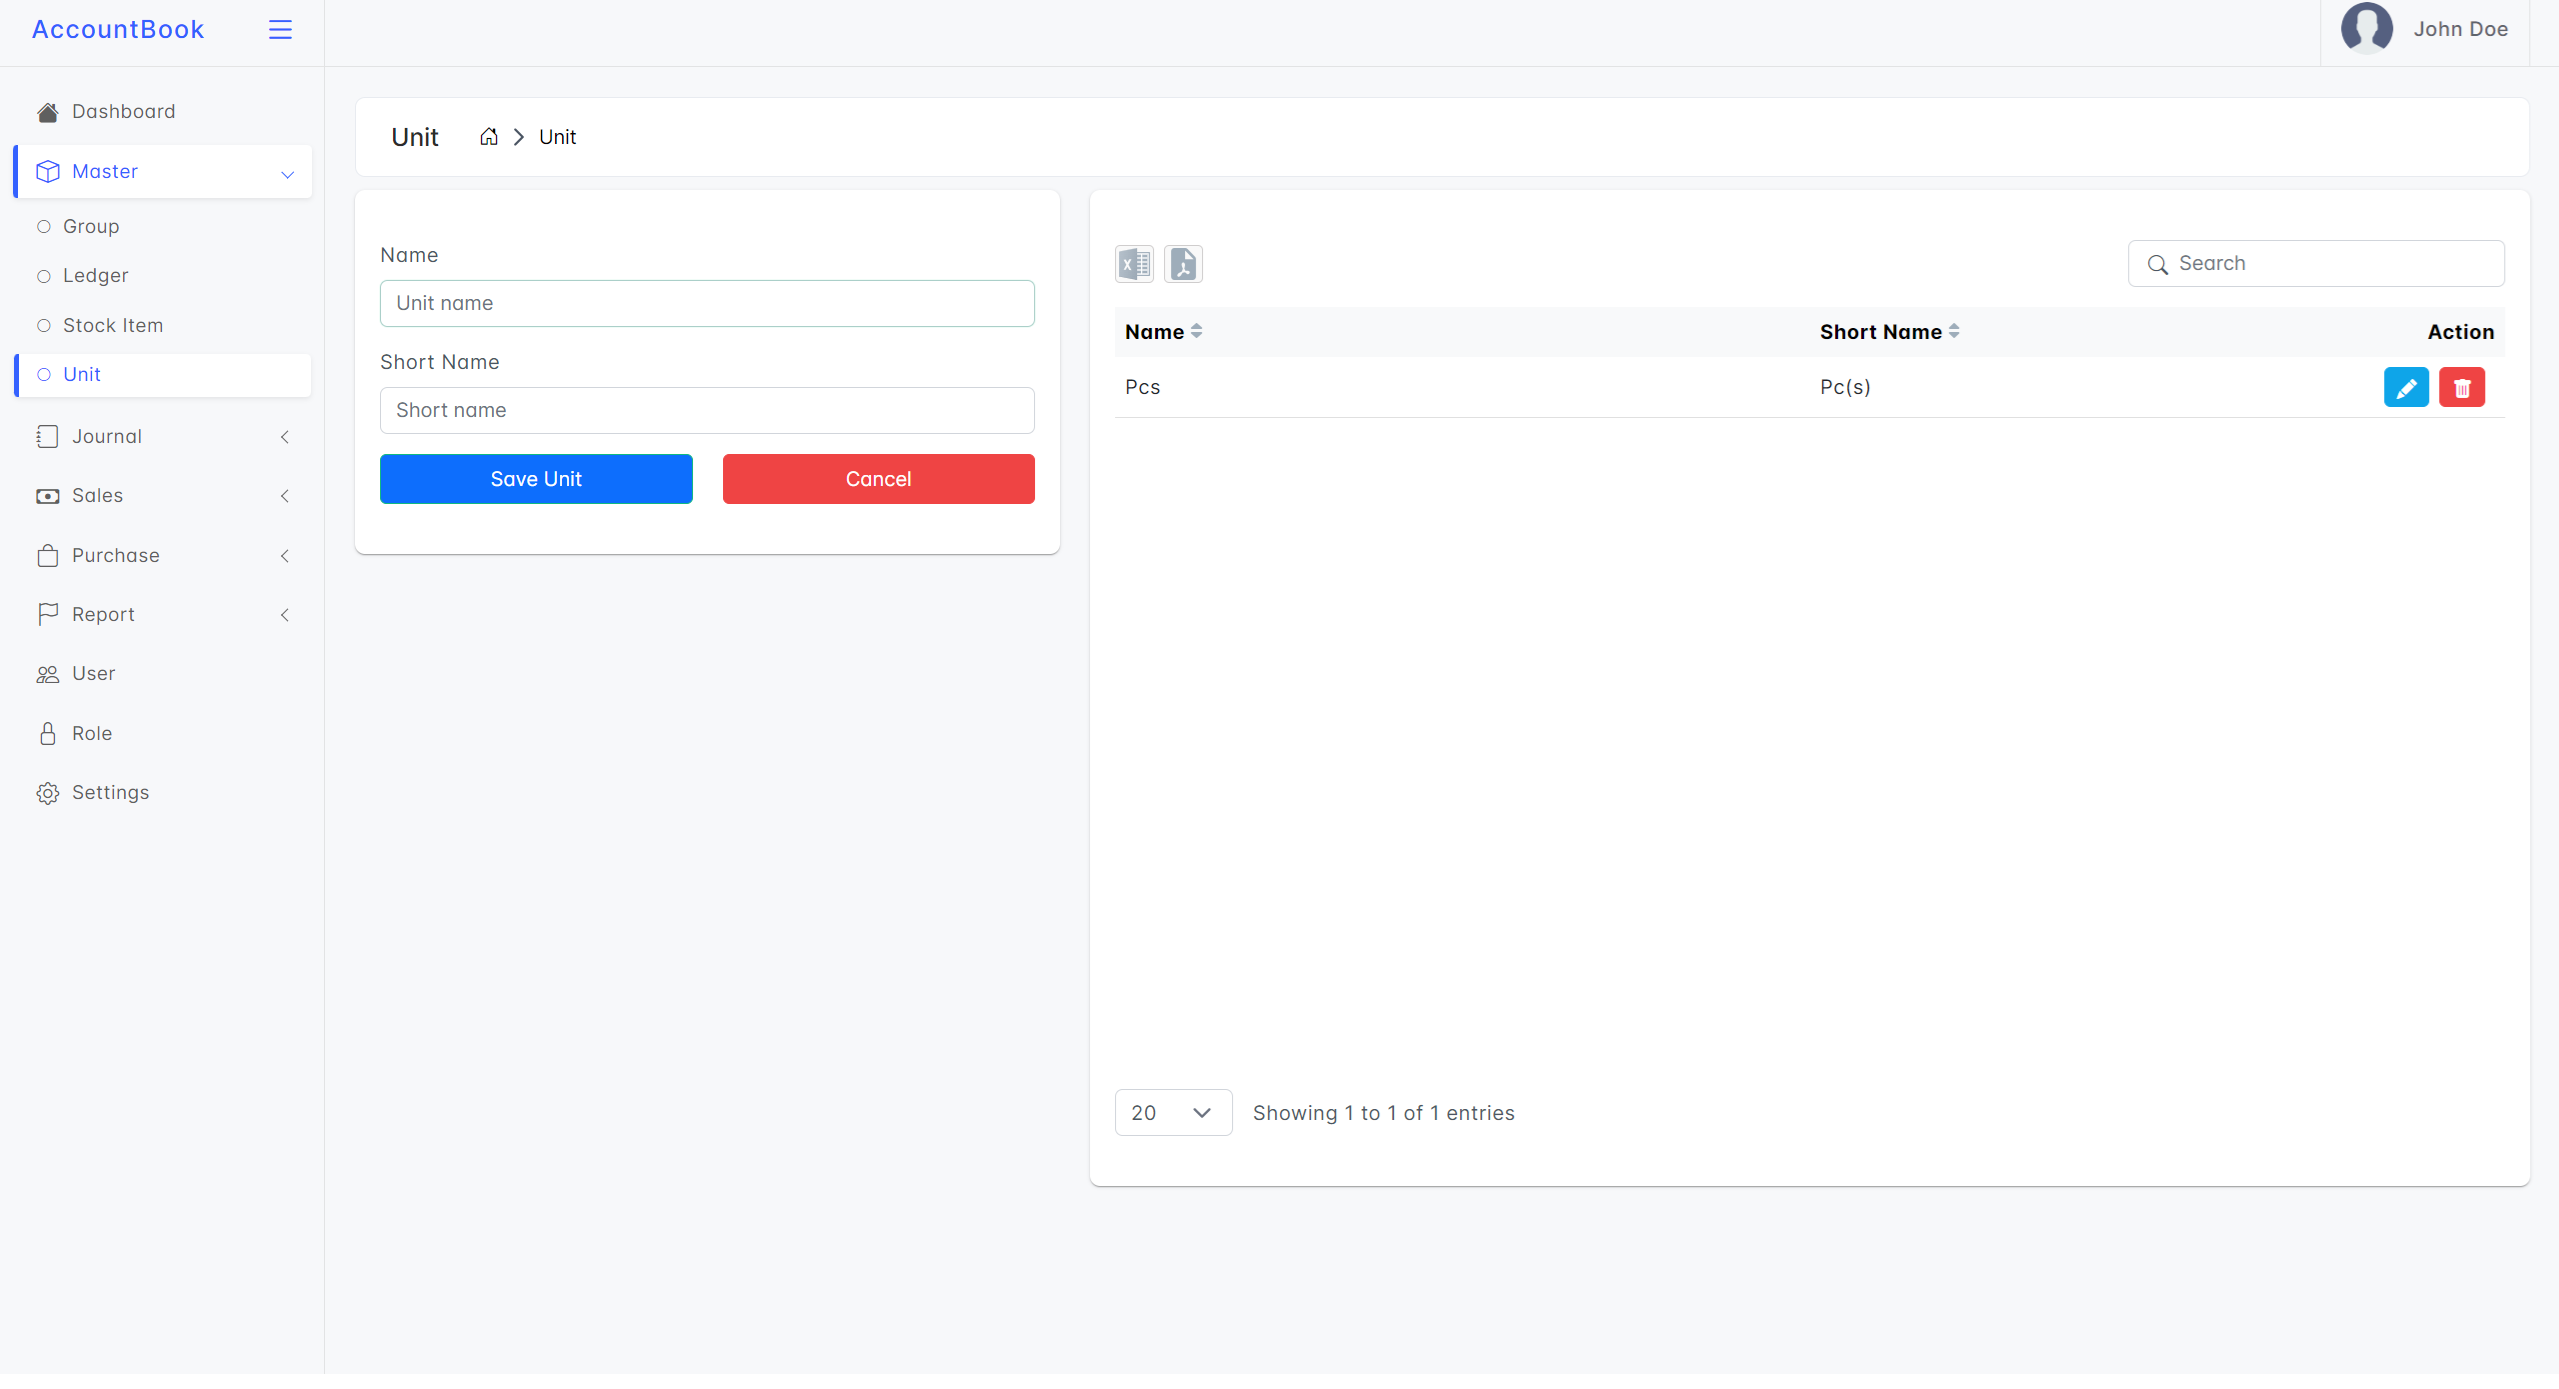 AccountBook
John Doe
Dashboard
Master
Group
Ledger
Stock Item
Unit
Journal
Sales
Purchase
Report
User
Role
Settings
Unit
Unit
Name
Unit name
Short Name
Short name
Save Unit
Cancel
Search
Name
Short Name
Action
Pcs
Pc(s)
20
Showing 1 to 1 of 1 entries